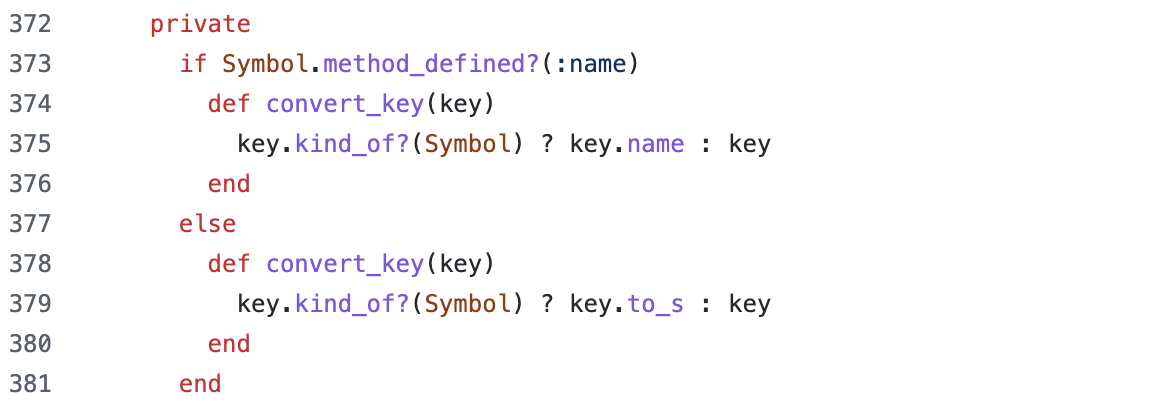 372 private
373 if Symbol.method_defined?(:name)
374 def convert_key(key)
375 key.kind_of?(Symbol) ? key.name : key
376 end
377 else
378 def convert_key(key)
379 key.kind_of?(Symbol) ? key.to_s : key
380 end
381 end